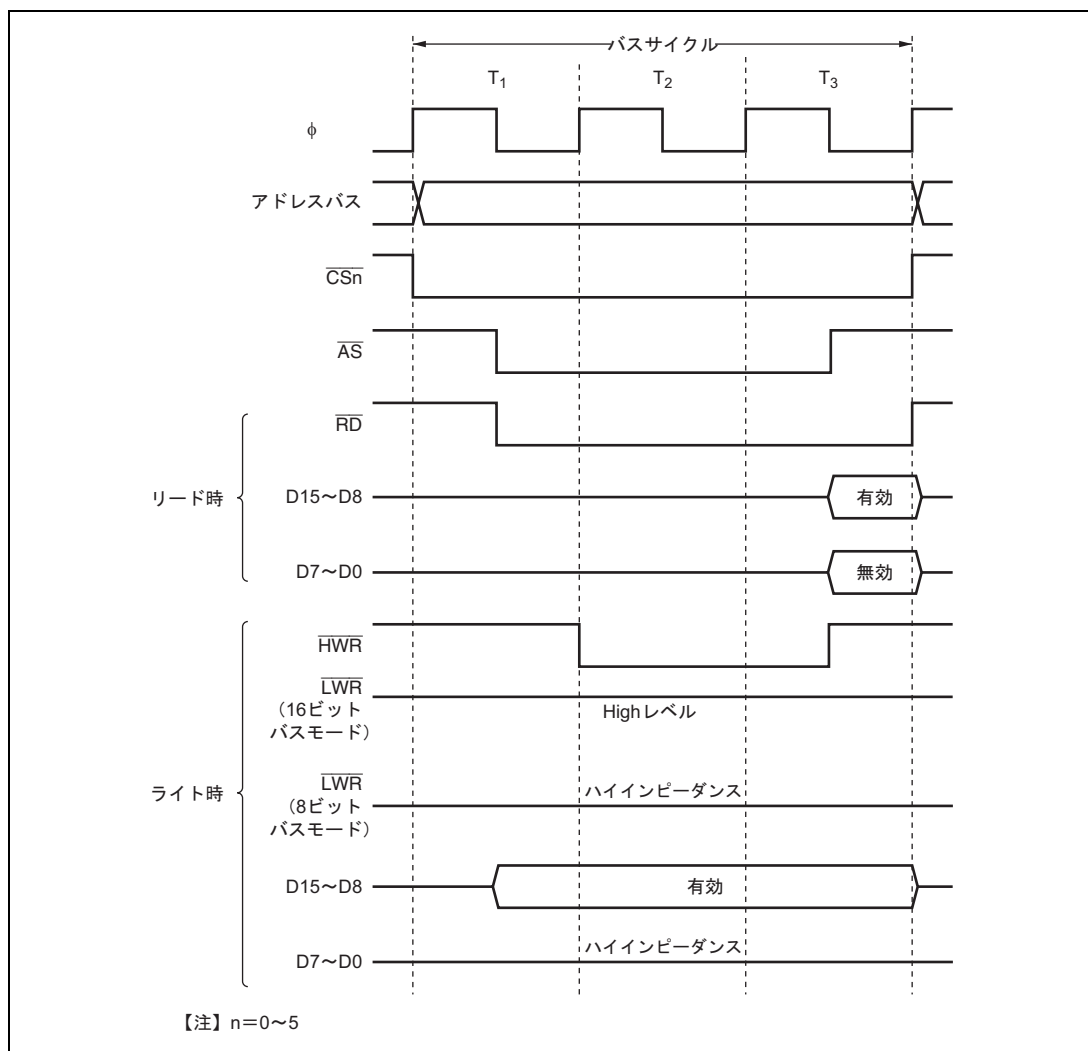 バスサイクル
T1 T2 T3
φ
アドレスバス
CSn
AS
RD
リード時
D15～D8 有効
D7～D0 無効
HWR
LWR
（16ビット
バスモード）
Highレベル
ライト時
LWR
（8ビット
バスモード）
ハイインピーダンス
D15～D8 有効
D7～D0 ハイインピーダンス
【注】n＝0～5